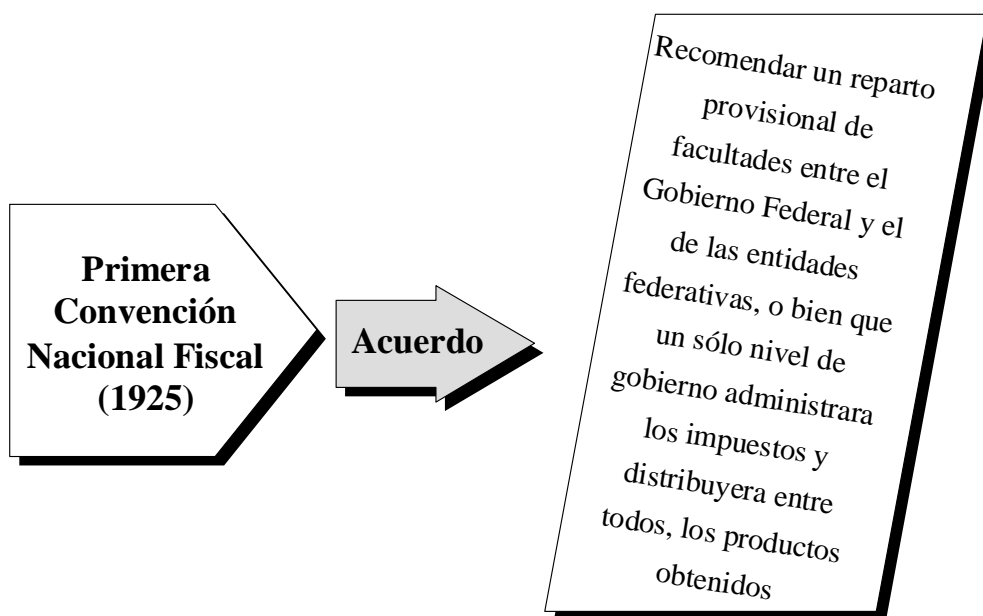 Primera
Convención
Nacional Fiscal
(1925)
Acuerdo
Recomendar un reparto
provisional de
facultades entre el
Gobierno Federal y el
de las entidades
federativas, o bien que
un sólo nivel de
gobierno administrara
los impuestos y
distribuyera entre
todos, los productos
obtenidos